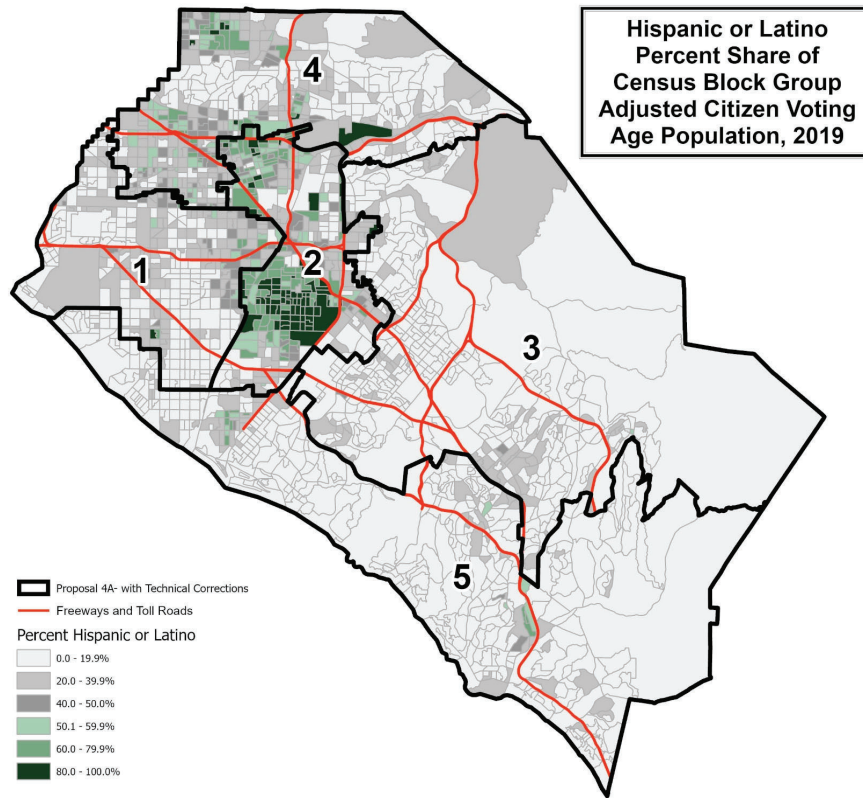 Hispanic or Latino
Percent Share of
Census Block Group
Adjusted Citizen Voting
Age Population, 2019
4
2
1
3
5
Proposal 4A- with Technical Corrections
Freeways and Toll Roads
Percent Hispanic or Latino
0.0 - 19.9%
20.0 - 39.9%
40.0 - 50.0%
50.1 - 59.9%
60.0 - 79.9%
80.0 - 100.0%